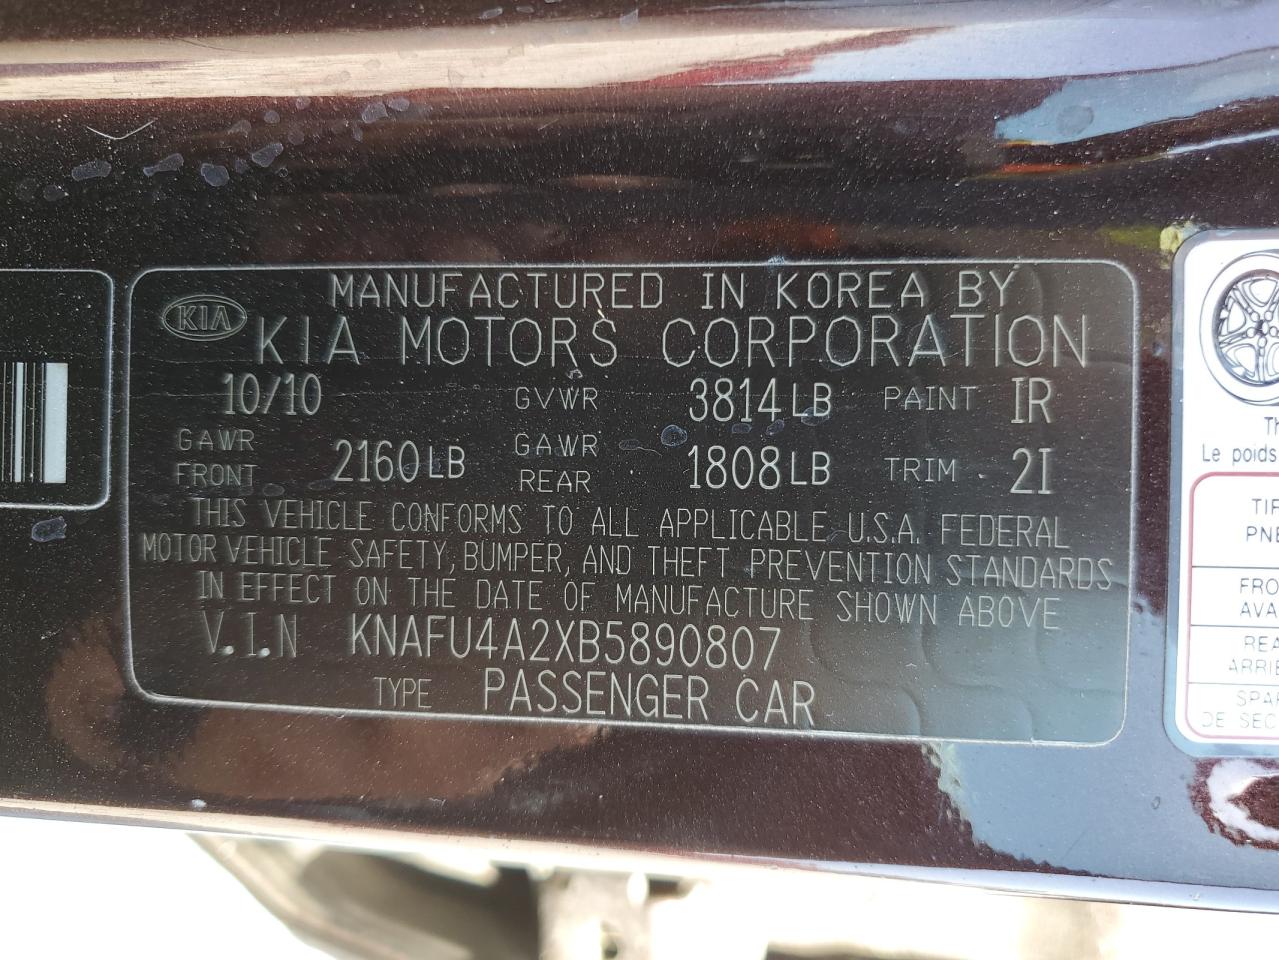 MANUFACTURED IN KOREA BY
KIA KIA MOTORS CORPORATION
10/10 GVWR 3814 LB PAINT IR
GAWR FRONT 2160 LB GAWR REAR 1808 LB TRIM 2I
THIS VEHICLE CONFORMS TO ALL APPLICABLE U.S.A. FEDERAL
MOTOR VEHICLE SAFETY, BUMPER, AND THEFT PREVENTION STANDARDS
IN EFFECT ON THE DATE OF MANUFACTURE SHOWN ABOVE
V.I.N KNAFU4A2XB5890807
TYPE PASSENGER CAR
Le poids